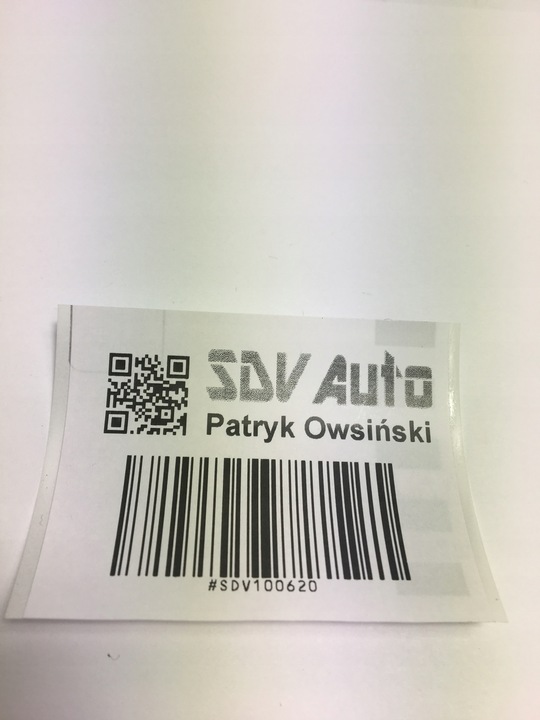 SDV Auto
Patryk Owsiński
#SDV100620